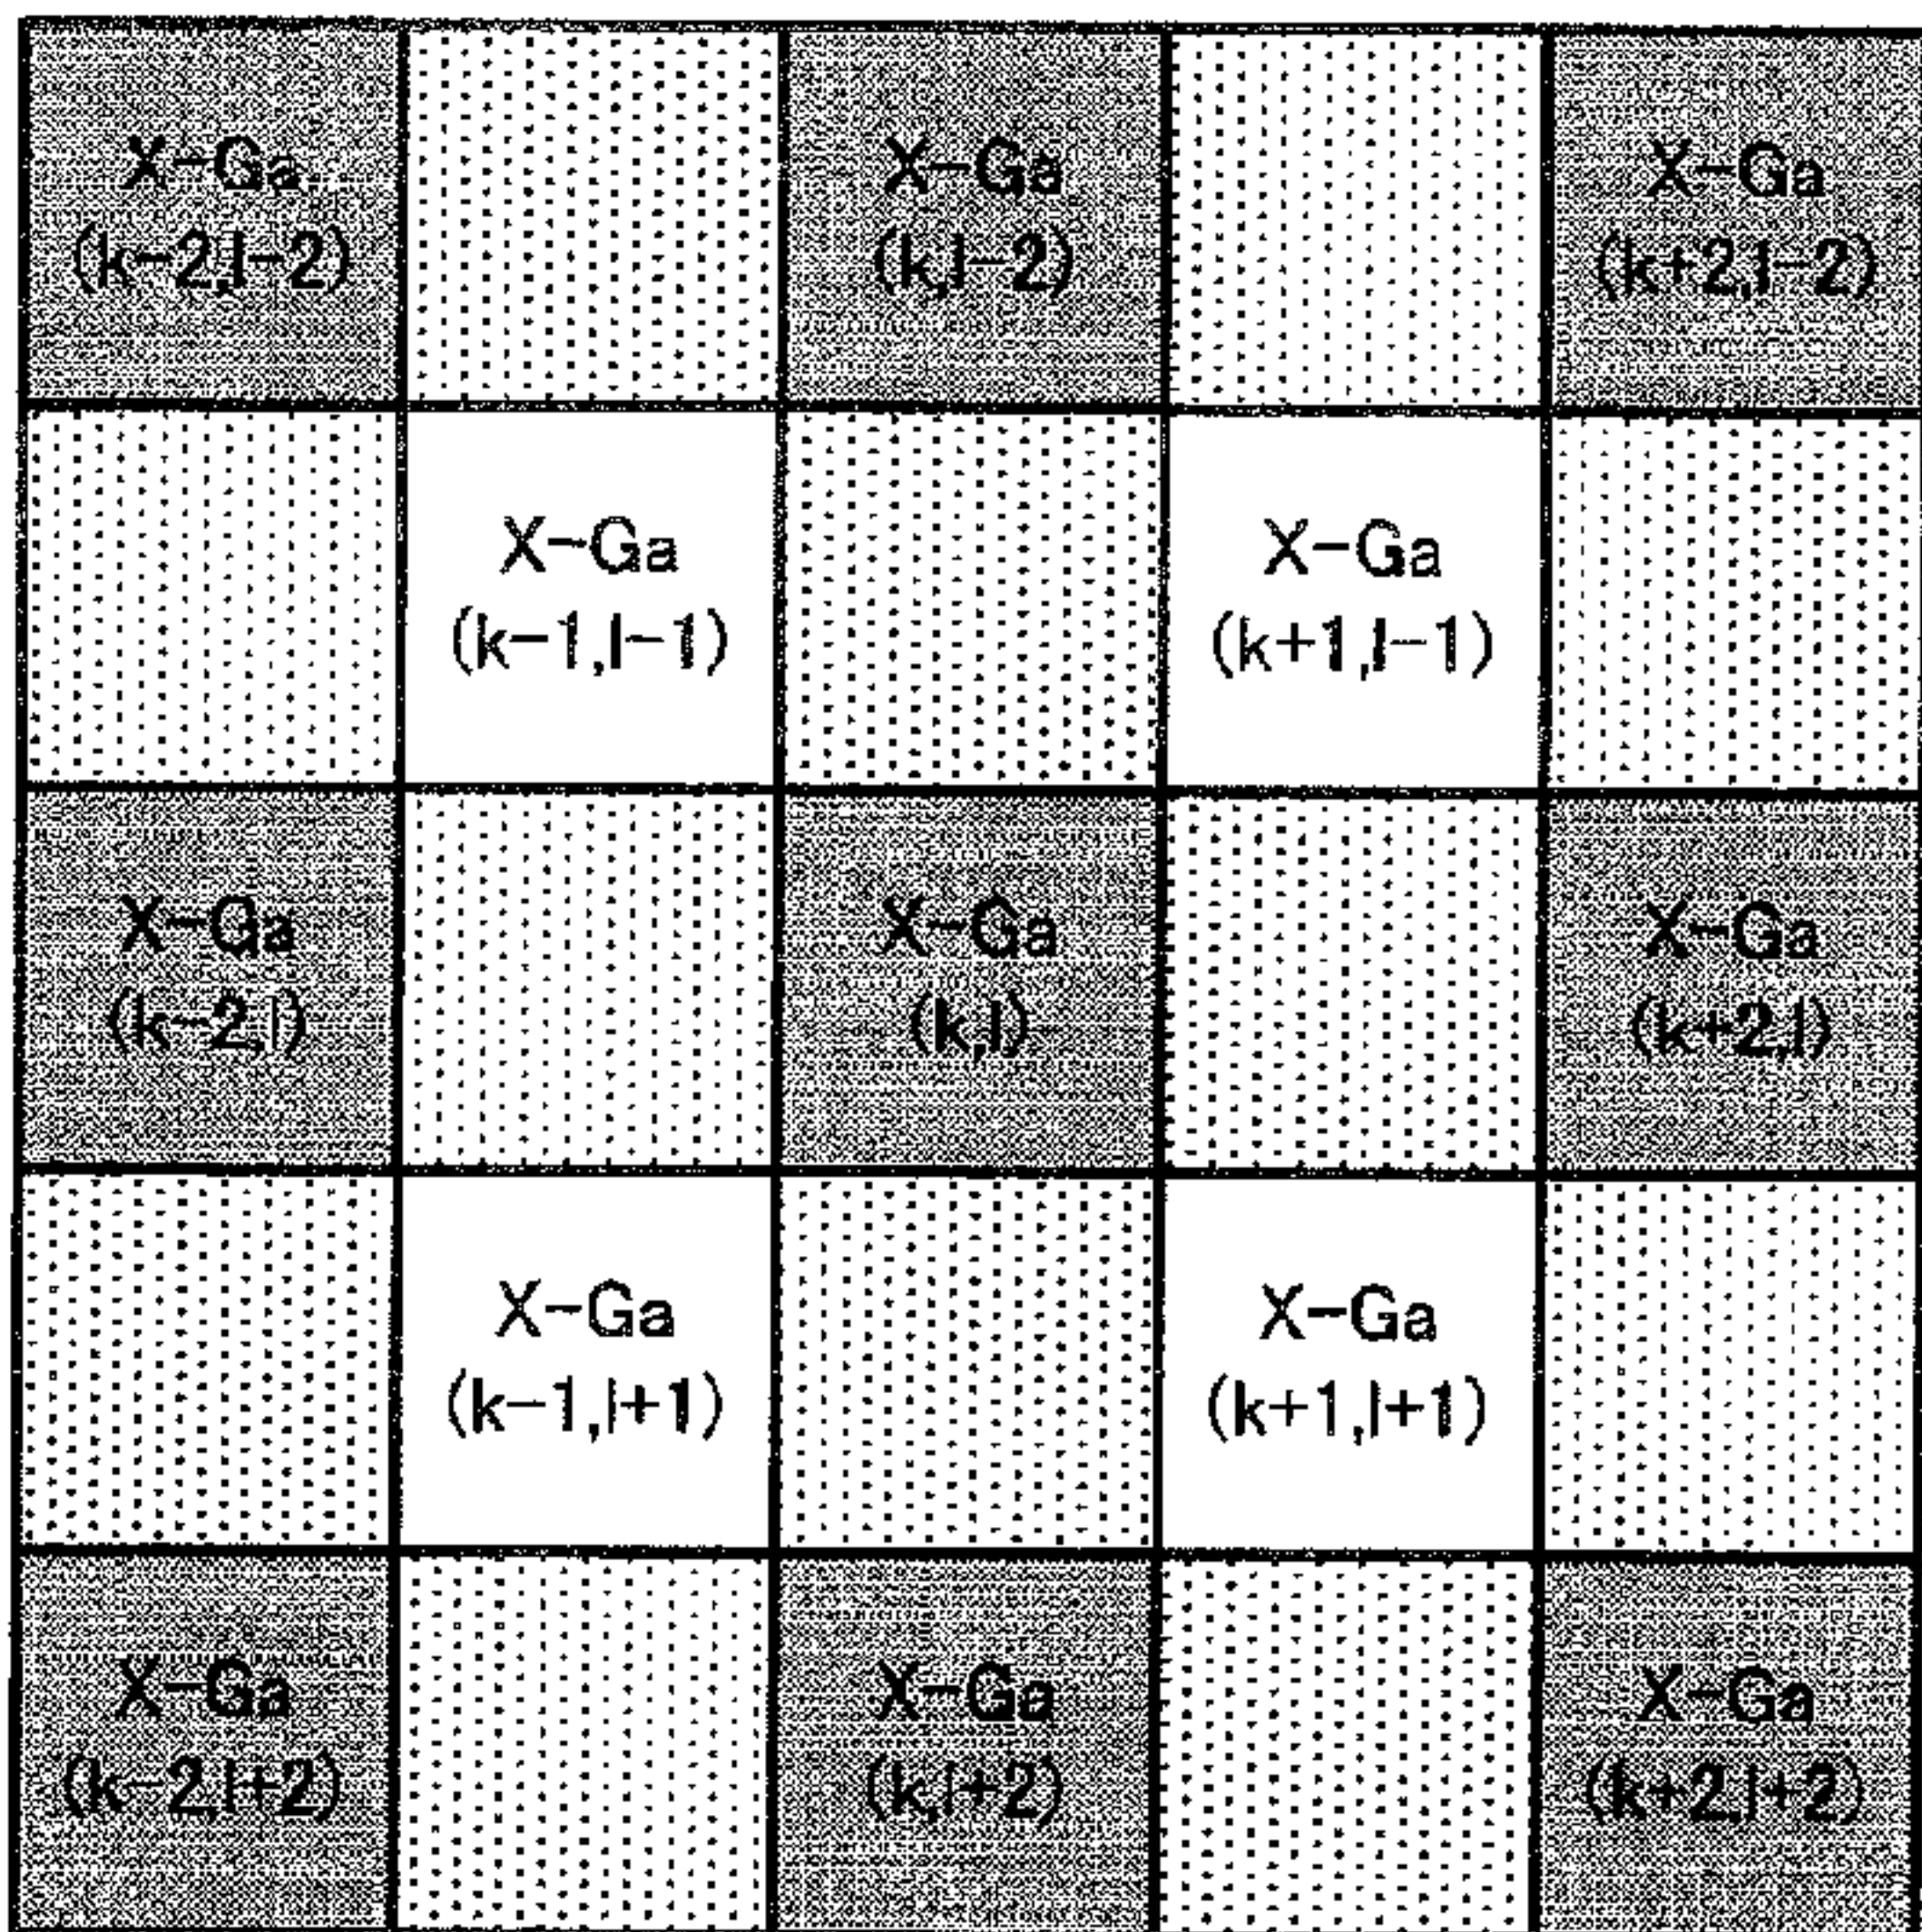 X-Ga
(k-2,l-2)
X-Ga
(k,l-2)
X-Ga
(k+2,l-2)
X-Ga
(k-1,l-1)
X-Ga
(k+1,l-1)
X-Ga
(k-2,l)
X-Ga
(k,l)
X-Ga
(k+2,l)
X-Ga
(k-1,l+1)
X-Ga
(k+1,l+1)
X-Ga
(k-2,l+2)
X-Ga
(k,l+2)
X-Ga
(k+2,l+2)